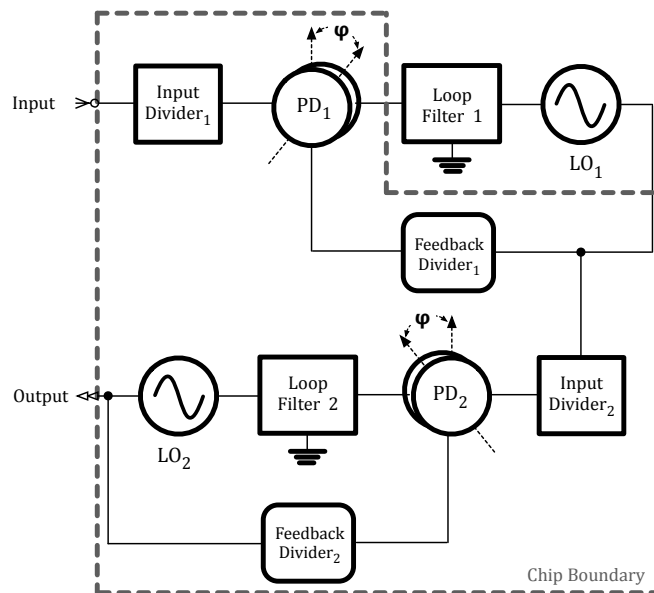 φ
Input
Input
Divider₁
PD₁
Loop
Filter 1
LO₁
Feedback
Divider₁
φ
Output
LO₂
Loop
Filter 2
PD₂
Input
Divider₂
Feedback
Divider₂
Chip Boundary